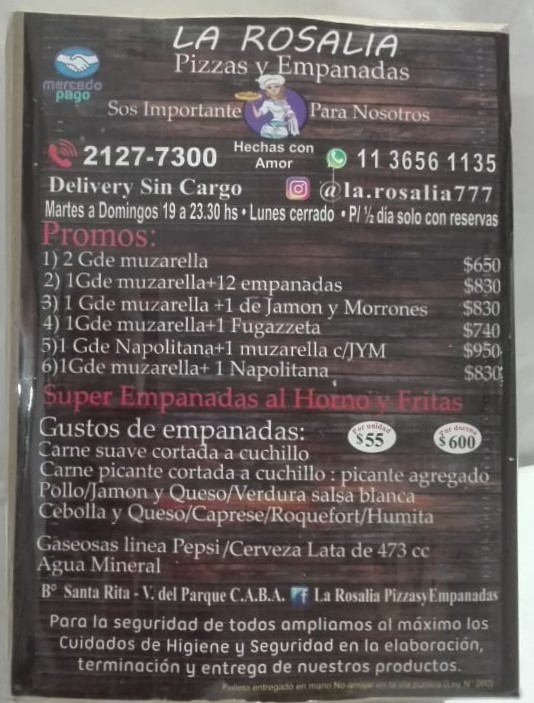 LA ROSALIA
Pizzas y Empanadas
mercado
pago
Sos Importante Para Nosotros
2127-7300 Hechas con Amor 11 3656 1135
Delivery Sin Cargo @la.rosalia777
Martes a Domingos 19 a 23.30 hs • Lunes cerrado • P/ ½ día solo con reservas
Promos:
1) 2 Gde muzarella $650
2) 1Gde muzarella+12 empanadas $830
3) 1 Gde muzarella +1 de Jamon y Morrones $830
4) 1Gde muzarella+1 Fugazzeta $740
5)1 Gde Napolitana+1 muzarella c/JYM $950
6)1Gde muzarella+ 1 Napolitana $830
Super Empanadas al Horno y Fritas
Gustos de empanadas: Por unidad $55 Por docena $600
Carne suave cortada a cuchillo
Carne picante cortada a cuchillo : picante agregado
Pollo/Jamon y Queso/Verdura salsa blanca
Cebolla y Queso/Caprese/Roquefort/Humita
Gaseosas linea Pepsi/Cerveza Lata de 473 cc
Agua Mineral
B° Santa Rita - V. del Parque C.A.B.A. f La Rosalia PizzasyEmpanadas
Para la seguridad de todos ampliamos al máximo los
Cuidados de Higiene y Seguridad en la elaboración,
terminación y entrega de nuestros productos.
Folleto entregado en mano No arrojar en la vía publica (Ley N° 260)